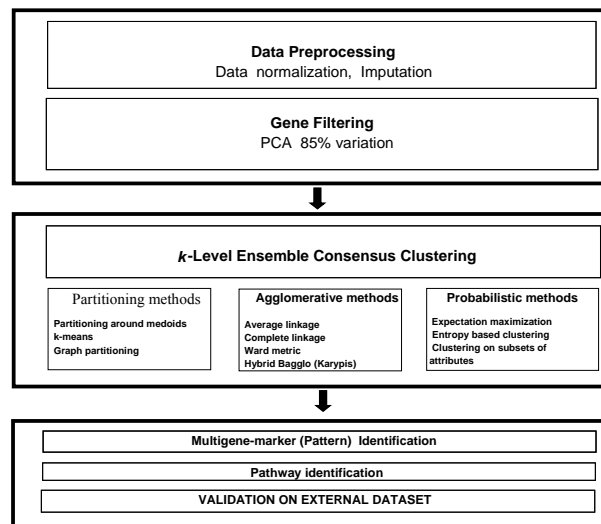 Data Preprocessing
Data normalization, Imputation
Gene Filtering
PCA 85% variation
k-Level Ensemble Consensus Clustering
Partitioning methods
Partitioning around medoids
k-means
Graph partitioning
Agglomerative methods
Average linkage
Complete linkage
Ward metric
Hybrid Bagglo (Karypis)
Probabilistic methods
Expectation maximization
Entropy based clustering
Clustering on subsets of
attributes
Multigene-marker (Pattern) Identification
Pathway identification
VALIDATION ON EXTERNAL DATASET